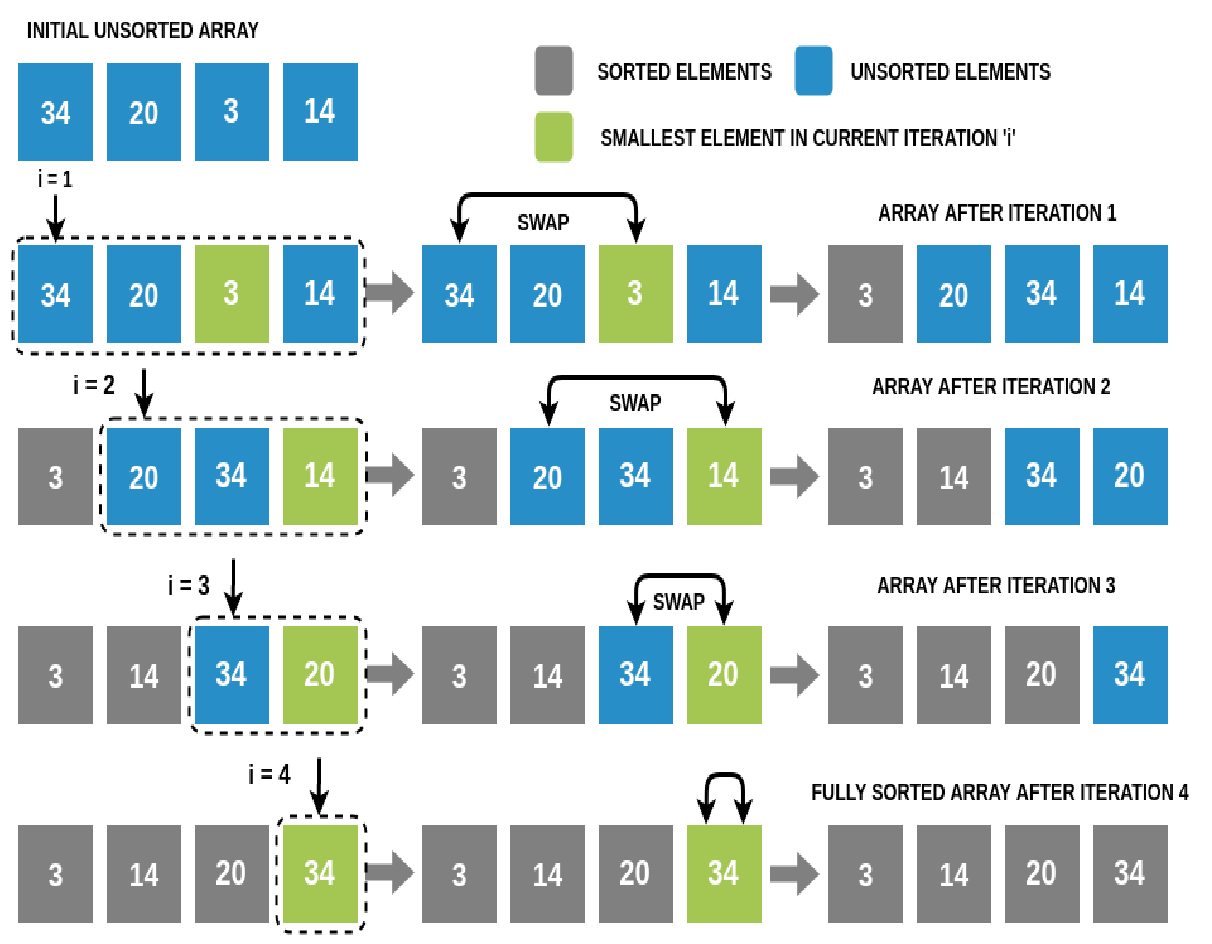 INITIAL UNSORTED ARRAY
34 20 3 14
SORTED ELEMENTS UNSORTED ELEMENTS
SMALLEST ELEMENT IN CURRENT ITERATION 'i'
i = 1
SWAP
ARRAY AFTER ITERATION 1
34 20 3 14 34 20 3 14 3 20 34 14
i = 2
SWAP
ARRAY AFTER ITERATION 2
3 20 34 14 3 20 34 14 3 14 34 20
i = 3
SWAP
ARRAY AFTER ITERATION 3
3 14 34 20 3 14 34 20 3 14 20 34
i = 4
FULLY SORTED ARRAY AFTER ITERATION 4
3 14 20 34 3 14 20 34 3 14 20 34